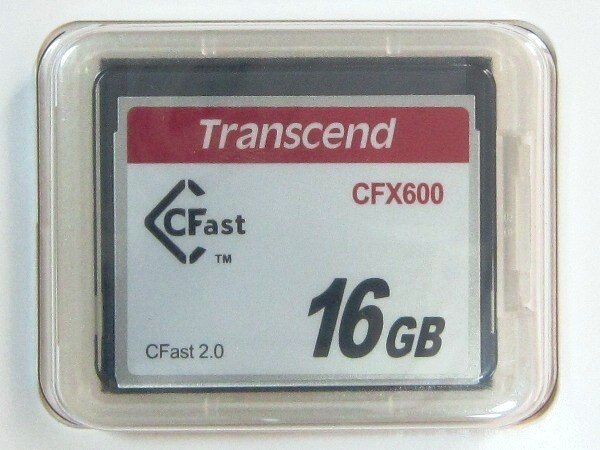 Transcend
CFX600
CFast
TM
16GB
CFast 2.0